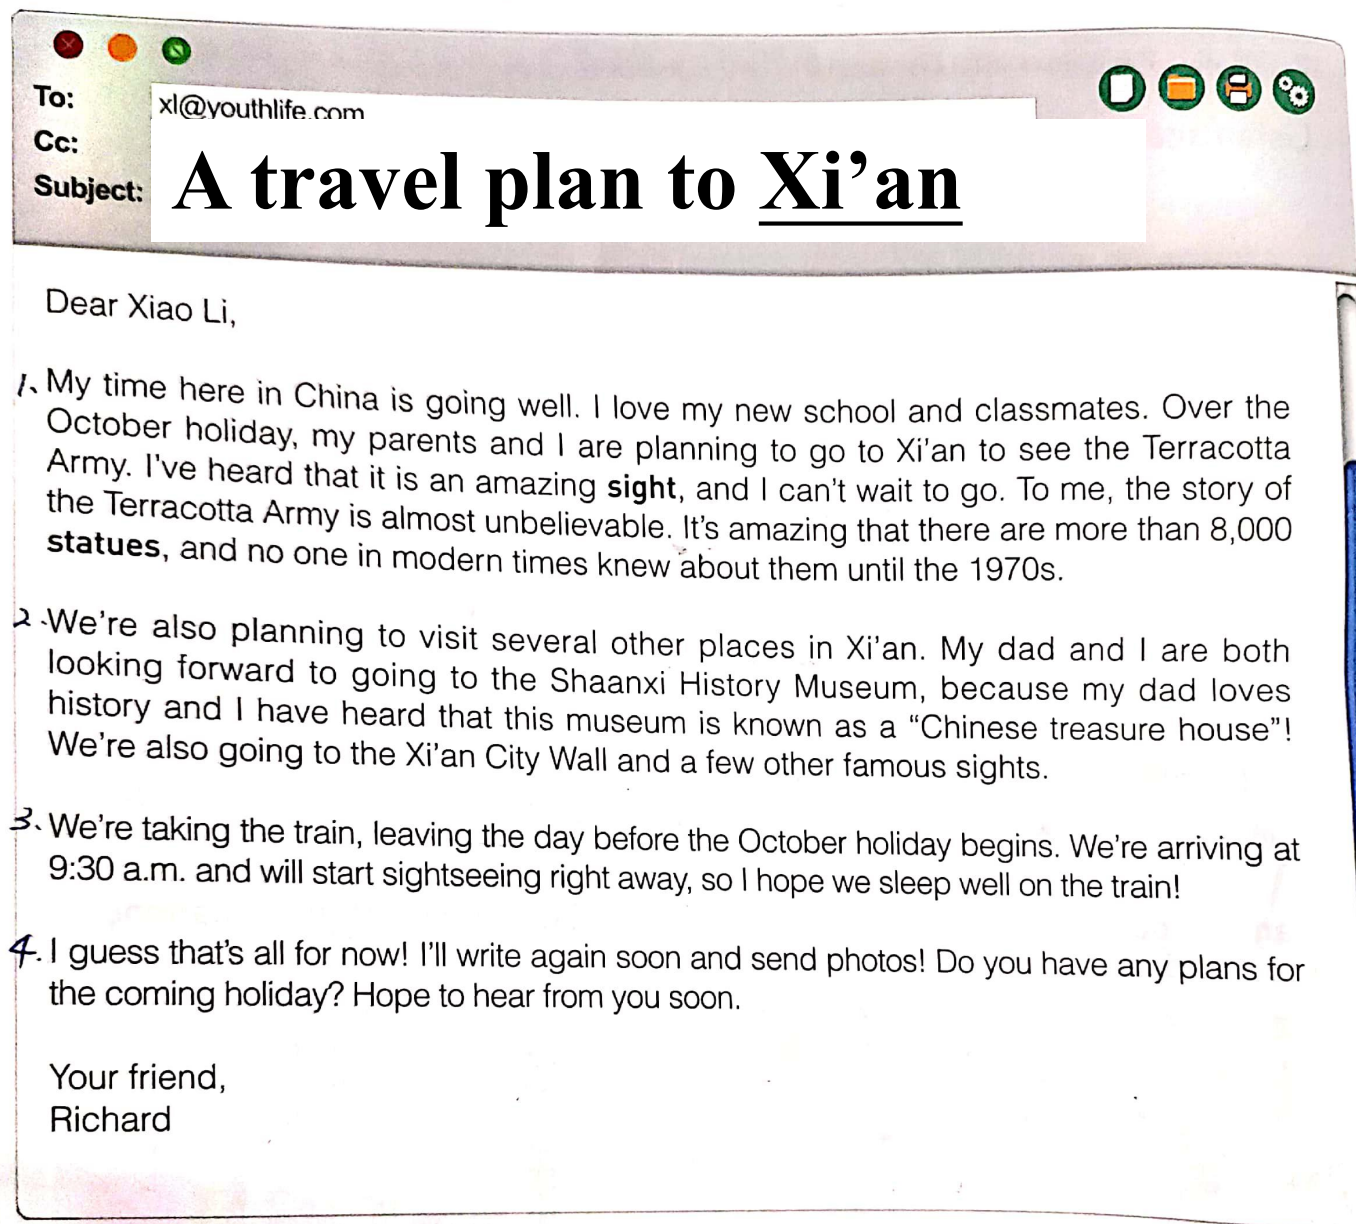 To:
xl@youthlife.com
Cc:
Subject:
A travel plan to Xi’an
Dear Xiao Li,
1. My time here in China is going well. I love my new school and classmates. Over the
October holiday, my parents and I are planning to go to Xi'an to see the Terracotta
Army. I've heard that it is an amazing sight, and I can't wait to go. To me, the story of
the Terracotta Army is almost unbelievable. It's amazing that there are more than 8,000
statues, and no one in modern times knew about them until the 1970s.
2. We're also planning to visit several other places in Xi'an. My dad and I are both
looking forward to going to the Shaanxi History Museum, because my dad loves
history and I have heard that this museum is known as a “Chinese treasure house”!
We're also going to the Xi'an City Wall and a few other famous sights.
3. We're taking the train, leaving the day before the October holiday begins. We're arriving at
9:30 a.m. and will start sightseeing right away, so I hope we sleep well on the train!
4. I guess that's all for now! I'll write again soon and send photos! Do you have any plans for
the coming holiday? Hope to hear from you soon.
Your friend,
Richard